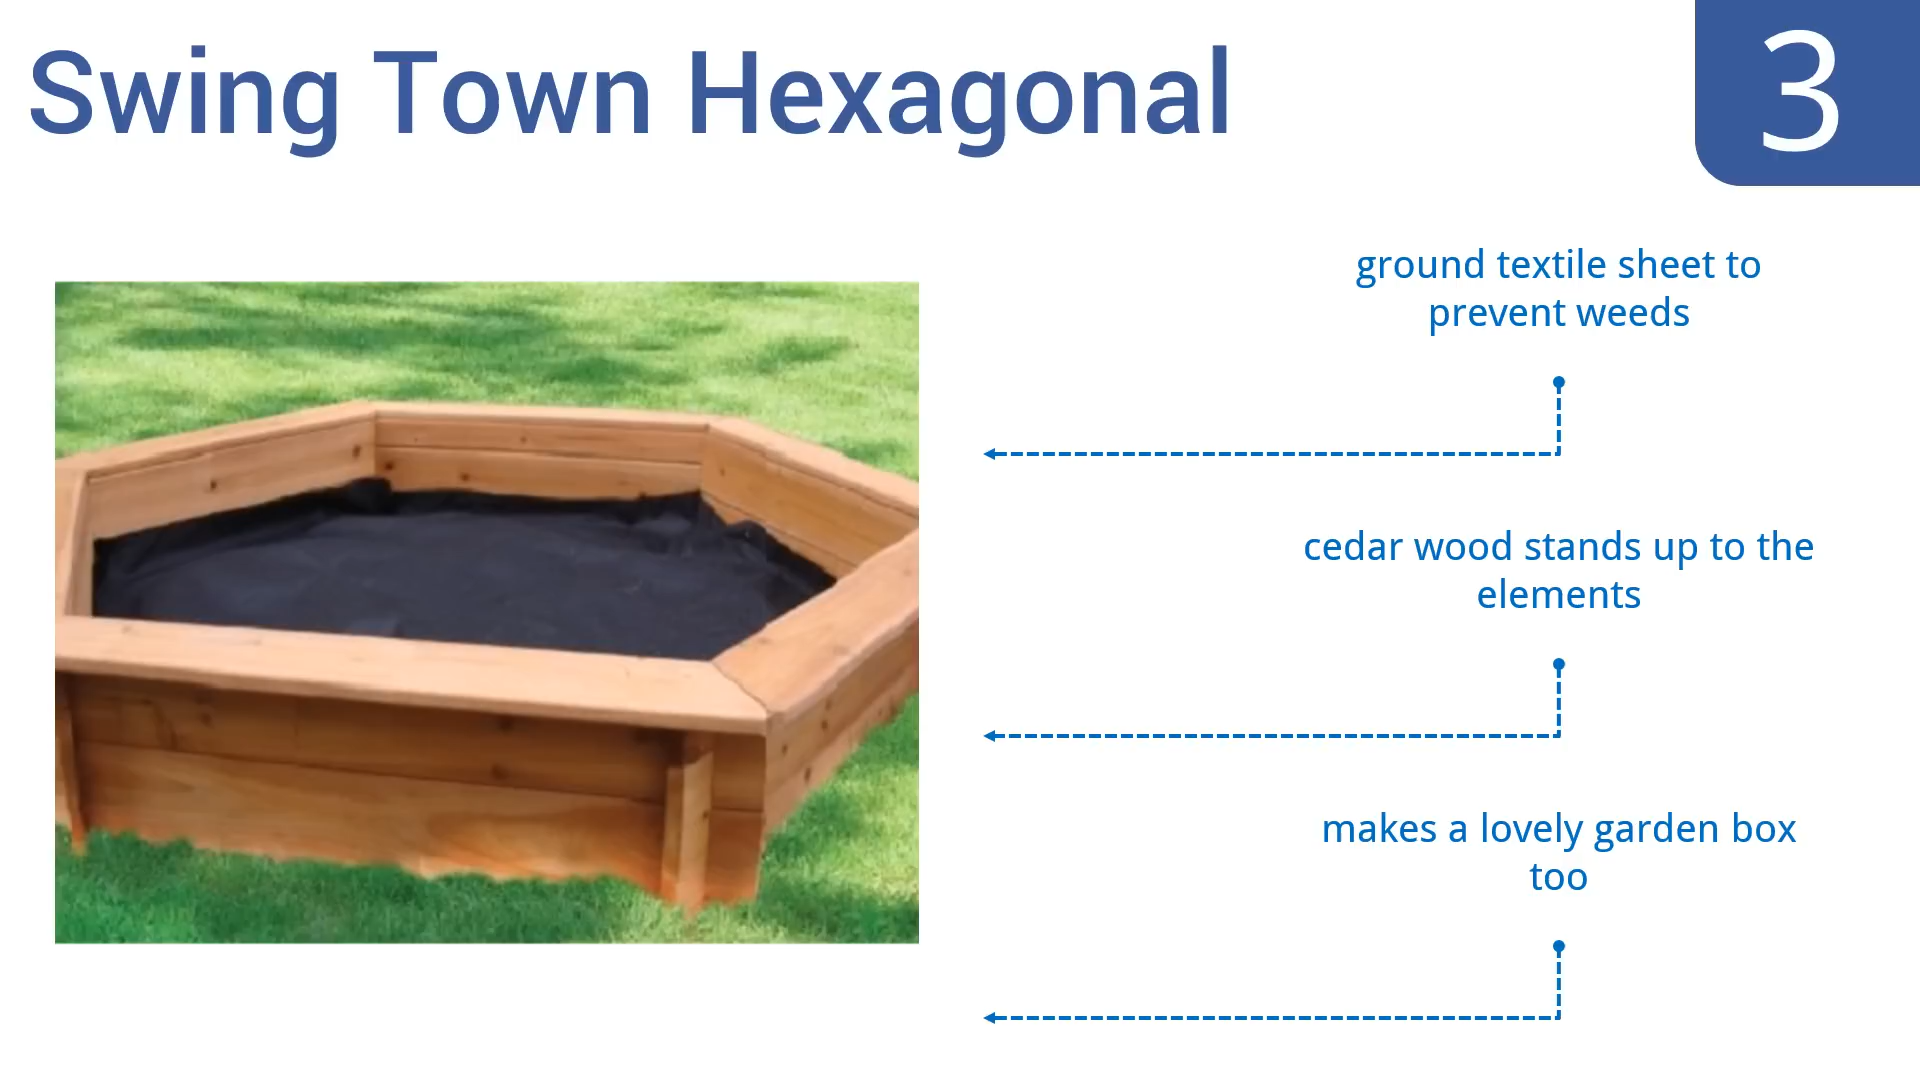 Swing Town Hexagonal
3
ground textile sheet to
prevent weeds
cedar wood stands up to the
elements
makes a lovely garden box
too